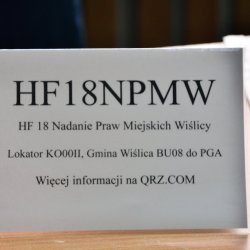 HF18NPMW
HF 18 Nadanie Praw Miejskich Wiślicy
Lokator KO00II, Gmina Wiślica BU08 do PGA
Więcej informacji na QRZ.COM